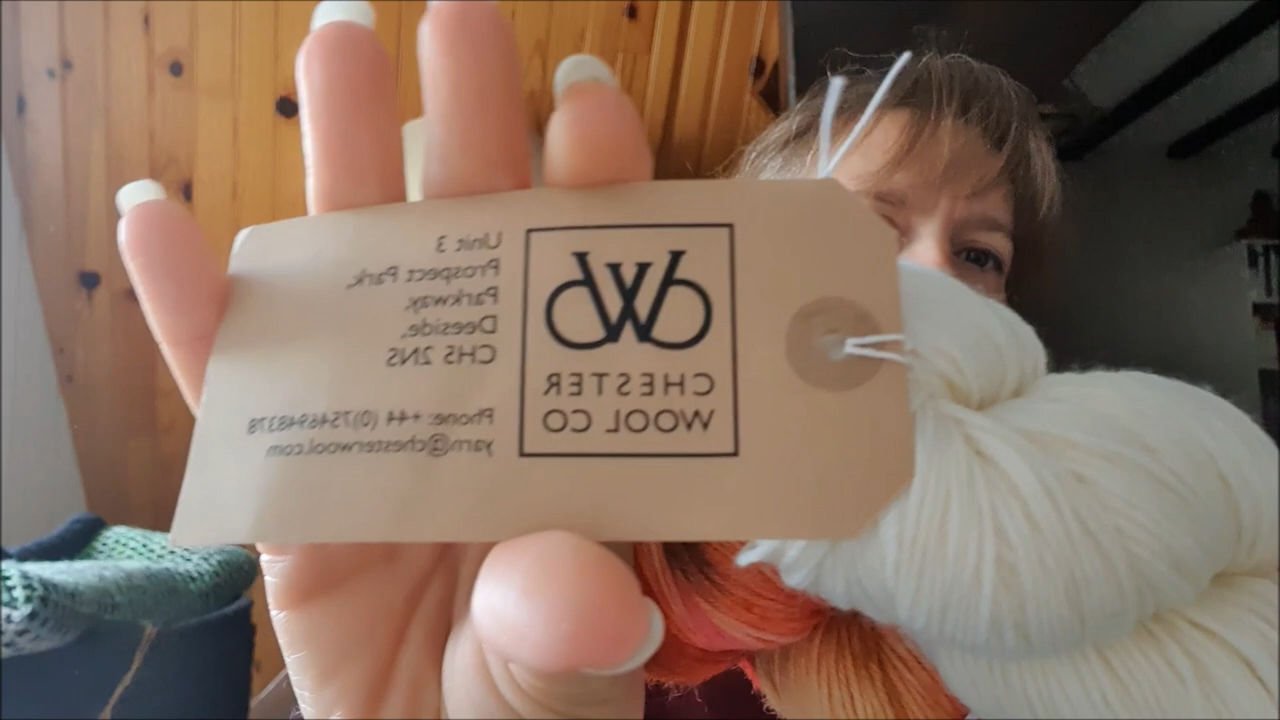 CHESTER
WOOL CO
Unit 3
Prospect Park,
Parkway,
Deeside,
CH5 2NS
Phone: +44 (0)7546948378
yarn@chesterwool.com